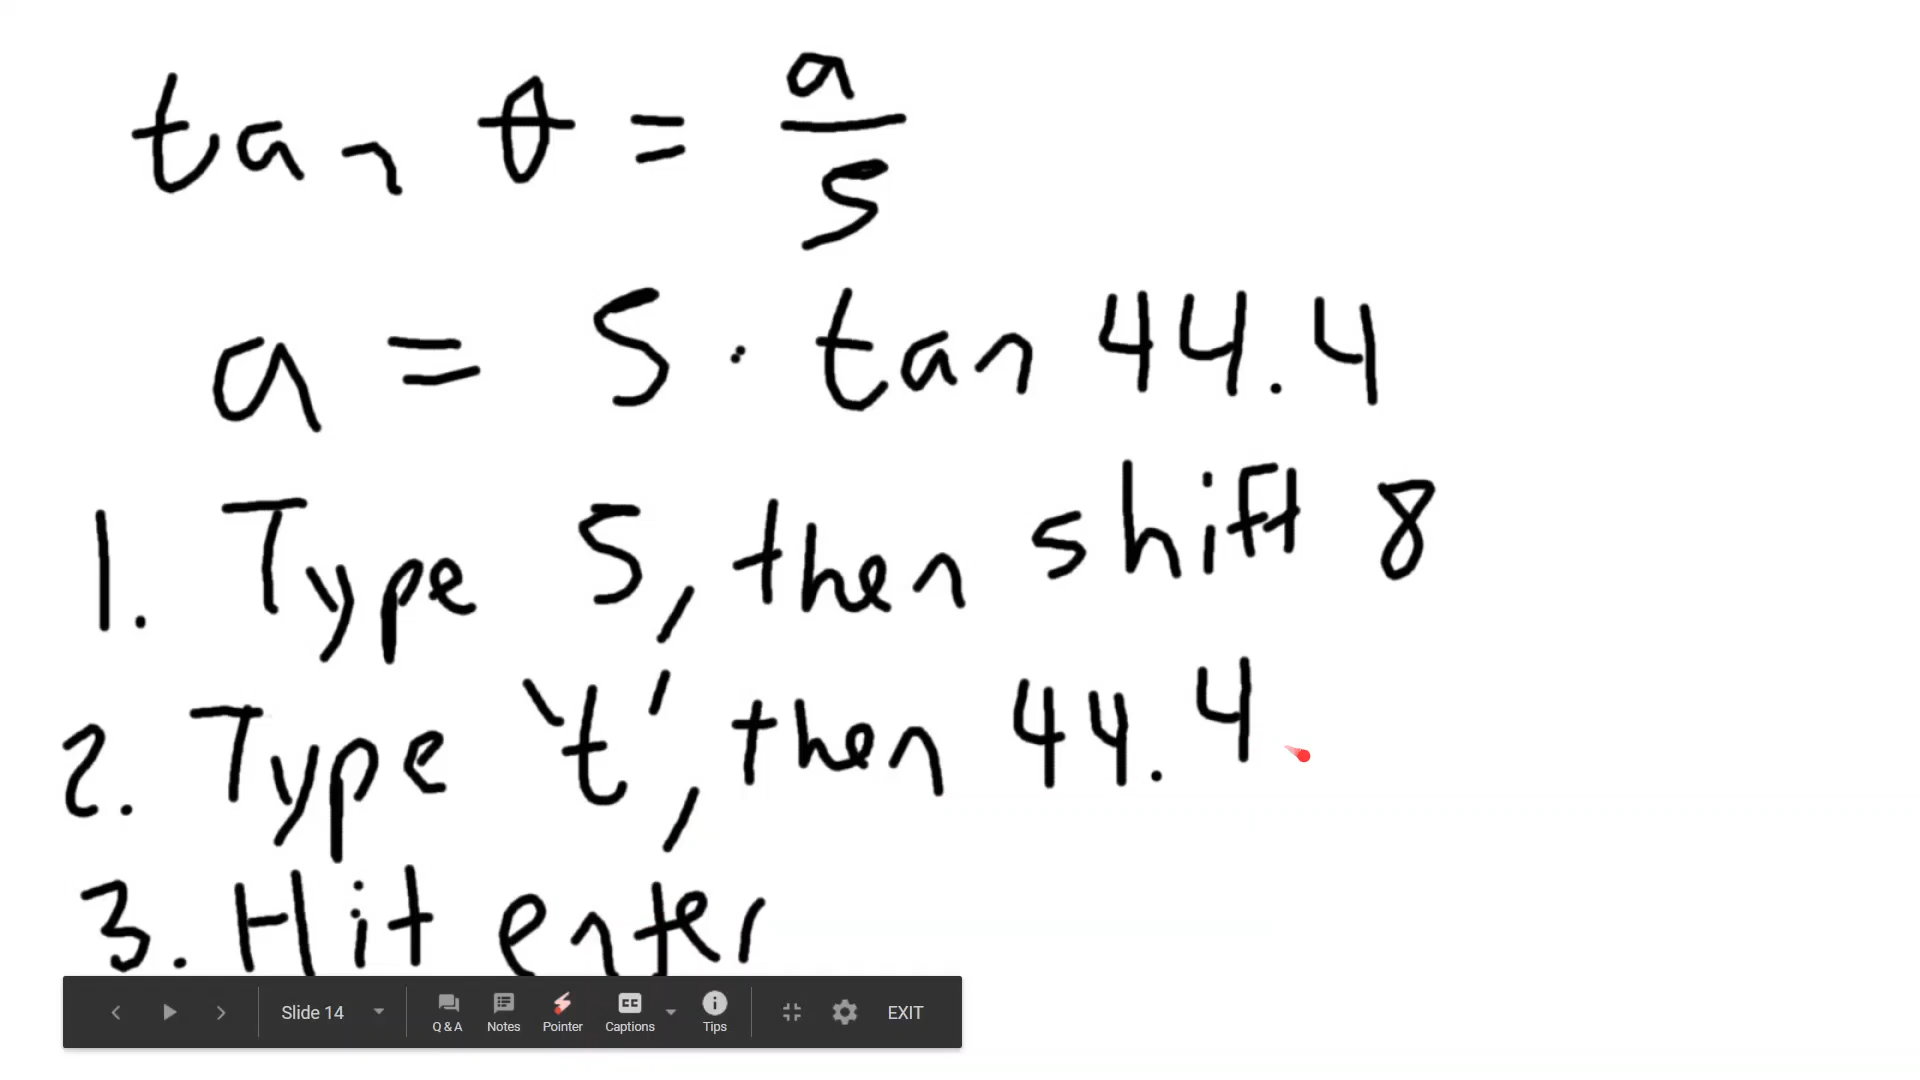 tan θ = a/5
a = 5 · tan 44.4
1. Type 5, then shift 8
2. Type 't', then 44.4
3. Hit enter
Slide 14 Q & A Notes Pointer CC Captions Tips EXIT